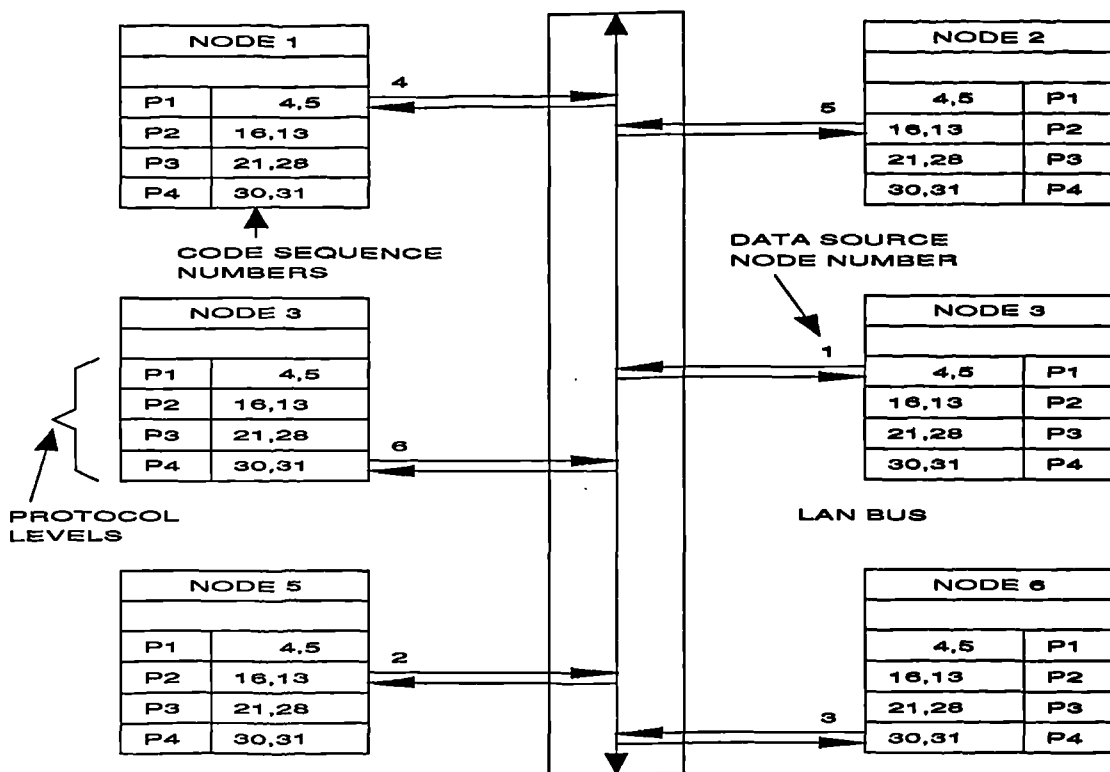 NODE 1
P1 4,5
P2 16,13
P3 21,28
P4 30,31
4
CODE SEQUENCE
NUMBERS
NODE 2
4,5 P1
16,13 P2
21,28 P3
30,31 P4
5
DATA SOURCE
NODE NUMBER
NODE 3
P1 4,5
P2 16,13
P3 21,28
P4 30,31
6
PROTOCOL
LEVELS
NODE 3
4,5 P1
16,13 P2
21,28 P3
30,31 P4
1
LAN BUS
NODE 5
P1 4,5
P2 16,13
P3 21,28
P4 30,31
2
NODE 6
4,5 P1
16,13 P2
21,28 P3
30,31 P4
3